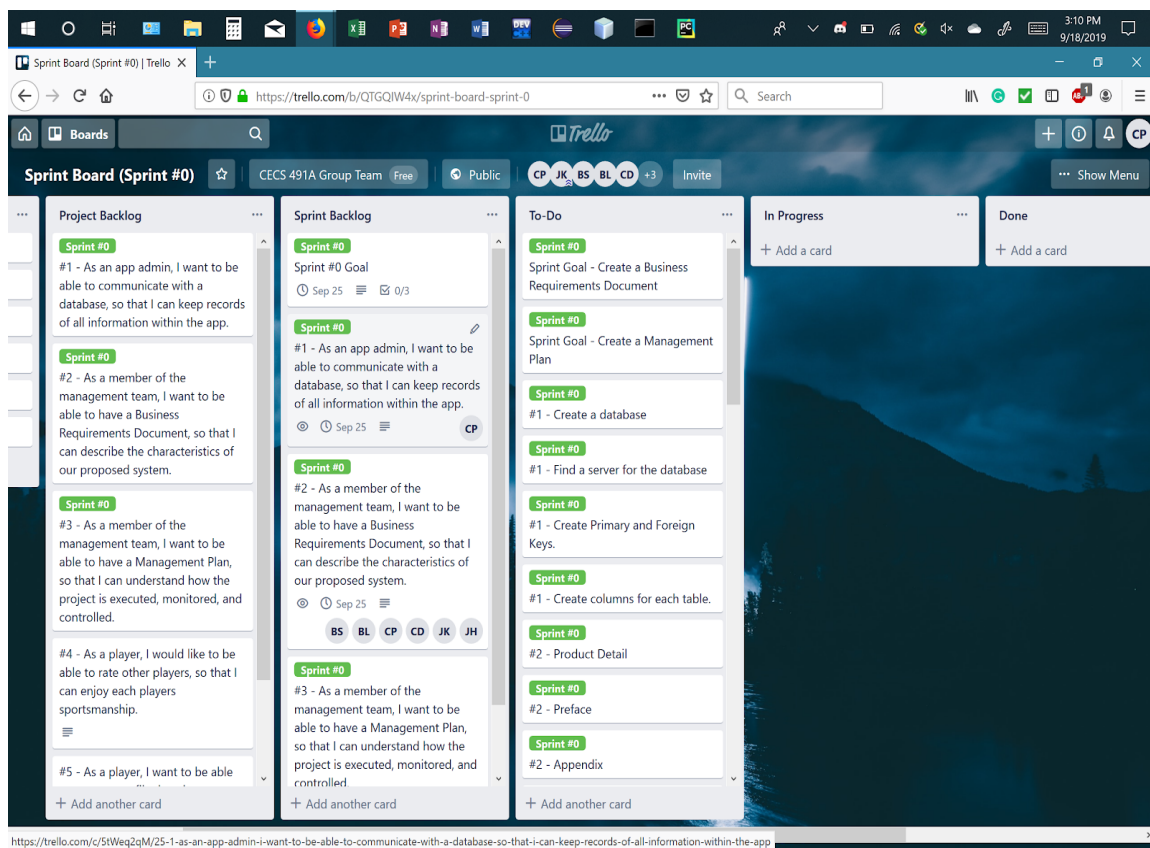 DEV
PC
3:10 PM
9/18/2019
Sprint Board (Sprint #0) | Trello
https://trello.com/b/QTGQIW4x/sprint-board-sprint-0
Search
ABP
1
Boards
Trello
CP
Sprint Board (Sprint #0)
CECS 491A Group Team Free
Public
CP JK BS BL CD +3
Invite
Show Menu
Project Backlog
Sprint #0
#1 - As an app admin, I want to be
able to communicate with a
database, so that I can keep records
of all information within the app.
Sprint #0
#2 - As a member of the
management team, I want to be
able to have a Business
Requirements Document, so that I
can describe the characteristics of
our proposed system.
Sprint #0
#3 - As a member of the
management team, I want to be
able to have a Management Plan,
so that I can understand how the
project is executed, monitored, and
controlled.
#4 - As a player, I would like to be
able to rate other players, so that I
can enjoy each players
sportsmanship.
#5 - As a player, I want to be able
+ Add another card
Sprint Backlog
Sprint #0
Sprint #0 Goal
Sep 25 0/3
Sprint #0
#1 - As an app admin, I want to be
able to communicate with a
database, so that I can keep records
of all information within the app.
Sep 25
CP
Sprint #0
#2 - As a member of the
management team, I want to be
able to have a Business
Requirements Document, so that I
can describe the characteristics of
our proposed system.
Sep 25
BS BL CP CD JK JH
Sprint #0
#3 - As a member of the
management team, I want to be
able to have a Management Plan,
so that I can understand how the
project is executed, monitored, and
controlled
+ Add another card
To-Do
Sprint #0
Sprint Goal - Create a Business
Requirements Document
Sprint #0
Sprint Goal - Create a Management
Plan
Sprint #0
#1 - Create a database
Sprint #0
#1 - Find a server for the database
Sprint #0
#1 - Create Primary and Foreign
Keys.
Sprint #0
#1 - Create columns for each table.
Sprint #0
#2 - Product Detail
Sprint #0
#2 - Preface
Sprint #0
#2 - Appendix
+ Add another card
In Progress
+ Add a card
Done
+ Add a card
https://trello.com/c/5tWeq2qM/25-1-as-an-app-admin-i-want-to-be-able-to-communicate-with-a-database-so-that-i-can-keep-records-of-all-information-within-the-app